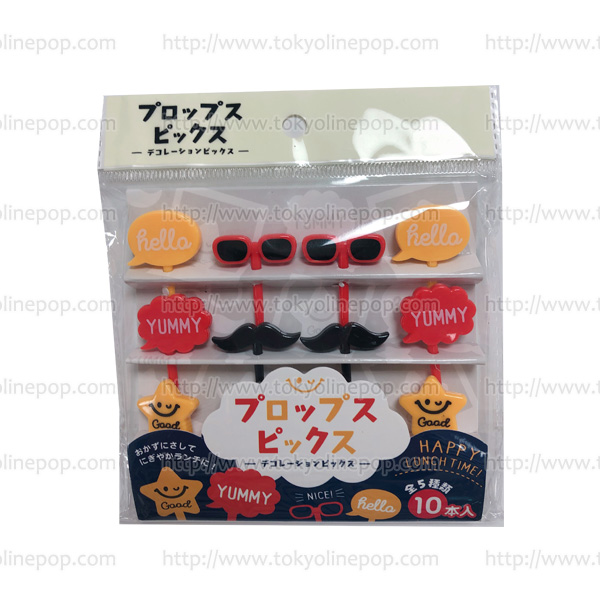 http://www.tokyolinepop.com
プロップス
ピックス
デコレーションピックス
YUMMY
hello
hello
YUMMY
YUMMY
Good
Good
プロップス
ピックス
デコレーションピックス
おかずにさして
にぎやかランチに!
HAPPY
LUNCH TIME!
全5種類
10本入
Good
YUMMY
NICE!
hello